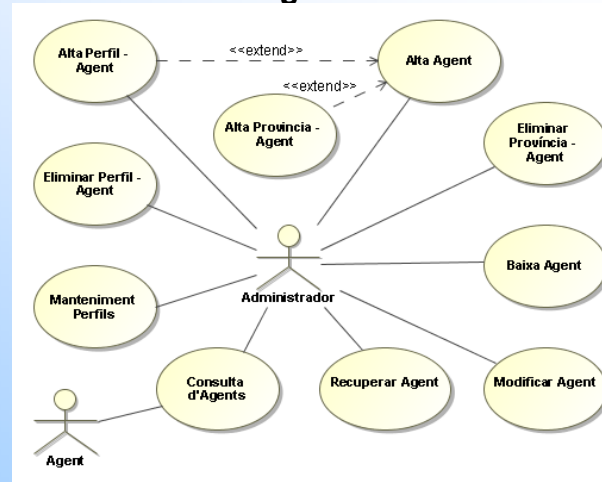 Alta Perfil -
Agent
<<extend>>
Alta Agent
<<extend>>
Alta Provincia -
Agent
Eliminar
Província -
Agent
Eliminar Perfil -
Agent
Baixa Agent
Administrador
Manteniment
Perfils
Consulta
d'Agents
Recuperar Agent
Modificar Agent
Agent